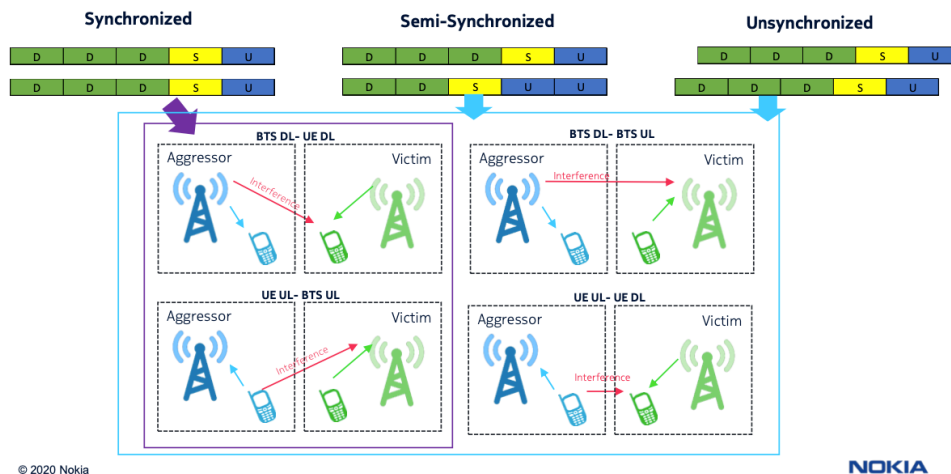 Synchronized
Semi-Synchronized
Unsynchronized
D D D S U
D D D S U
D D D S U
D D S U U
D D D S U
D D D S U
BTS DL- UE DL
Aggressor
Victim
Interference
BTS DL- BTS UL
Aggressor
Victim
Interference
UE UL- BTS UL
Aggressor
Victim
Interference
UE UL- UE DL
Aggressor
Victim
Interference
© 2020 Nokia
NOKIA